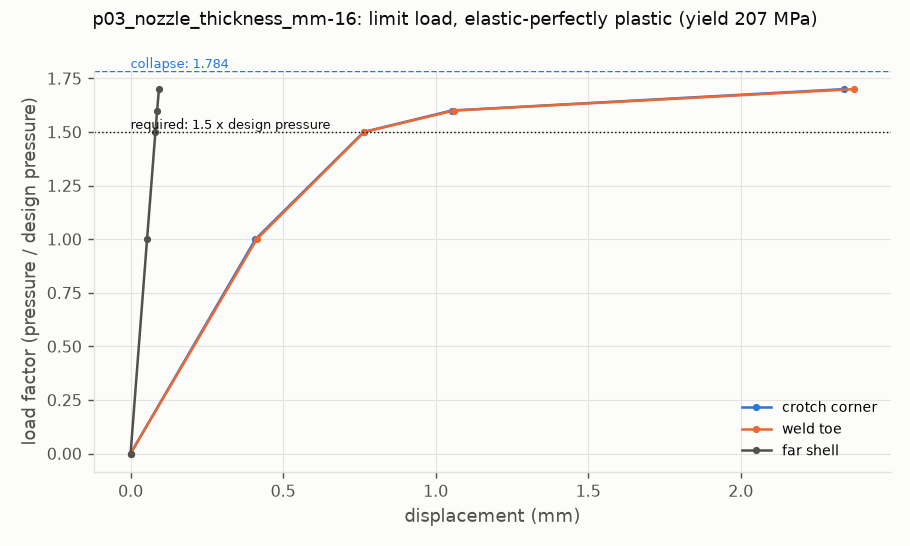 p03_nozzle_thickness_mm-16: limit load, elastic-perfectly plastic (yield 207 MPa)
collapse: 1.784
required: 1.5 x design pressure
load factor (pressure / design pressure)
1.75
1.50
1.25
1.00
0.75
0.50
0.25
0.00
crotch corner
weld toe
far shell
0.0
0.5
1.0
1.5
2.0
displacement (mm)